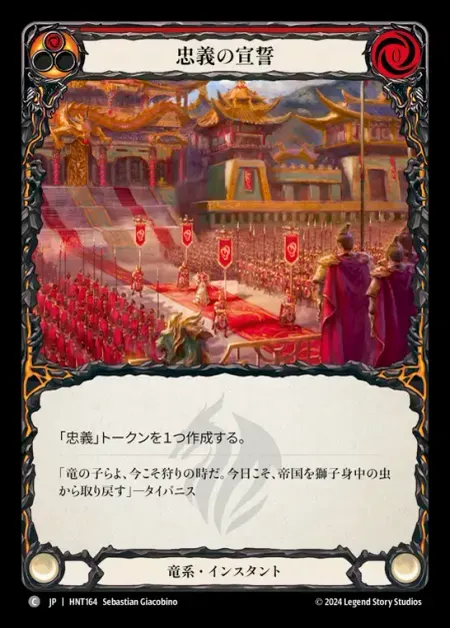 忠義の宣誓
0
「忠義」トークンを1つ作成する。
「竜の子らよ、今こそ狩りの時だ。今日こそ、帝国を獅子身中の虫
から取り戻す」―タイパニス
竜系・インスタント
C JP | HNT164 Sebastian Giacobino
© 2024 Legend Story Studios